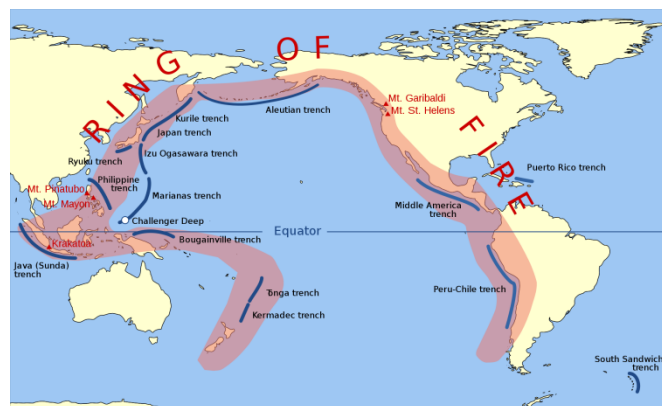 RING OF FIRE
Mt. Garibaldi
Mt. St. Helens
Aleutian trench
Kurile trench
Japan trench
Izu Ogasawara trench
Ryuku trench
Puerto Rico trench
Philippine
trench
Mt. Pinatubo
Mt. Mayon
Marianas trench
Middle America
trench
Challenger Deep
Equator
Bougainville trench
Krakatoa
Java (Sunda)
trench
Tonga trench
Kermadec trench
Peru-Chile trench
South Sandwich
trench